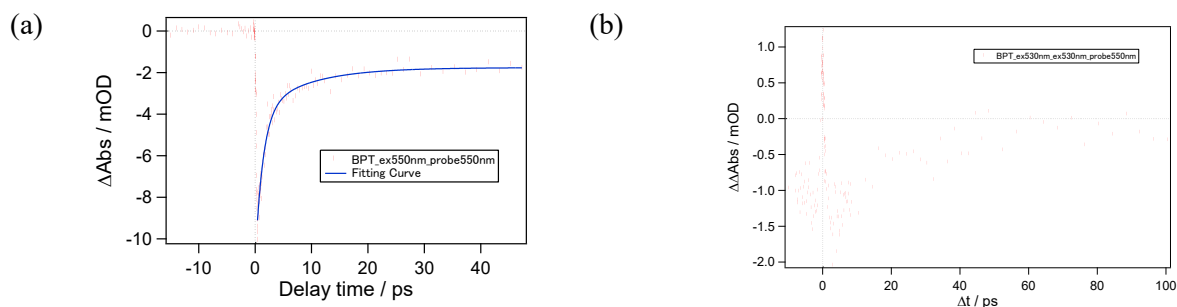 (a)
ΔAbs / mOD
0
-2
-4
-6
-8
-10
BPT_ex550nm_probe550nm
Fitting Curve
-10 0 10 20 30 40
Delay time / ps
(b)
ΔΔAbs / mOD
1.0
0.5
0.0
-0.5
-1.0
-1.5
-2.0
BPT_ex530nm_ex530nm_probe550nm
0 20 40 60 80 100
Δt / ps